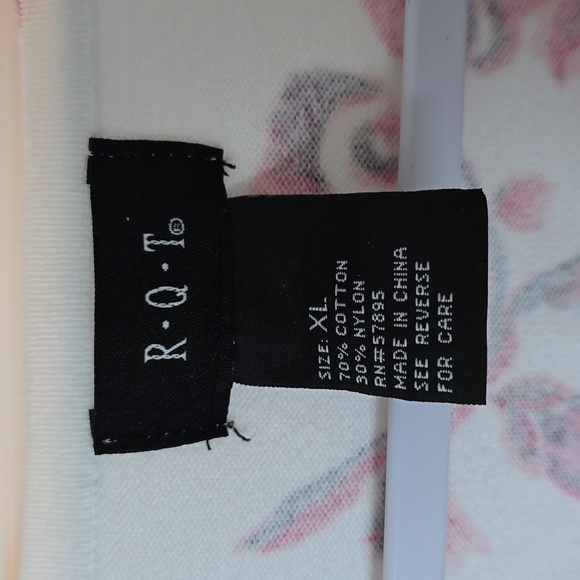 R·Q·T®
SIZE: XL
70% COTTON
30% NYLON
RN#57895
MADE IN CHINA
SEE REVERSE
FOR CARE